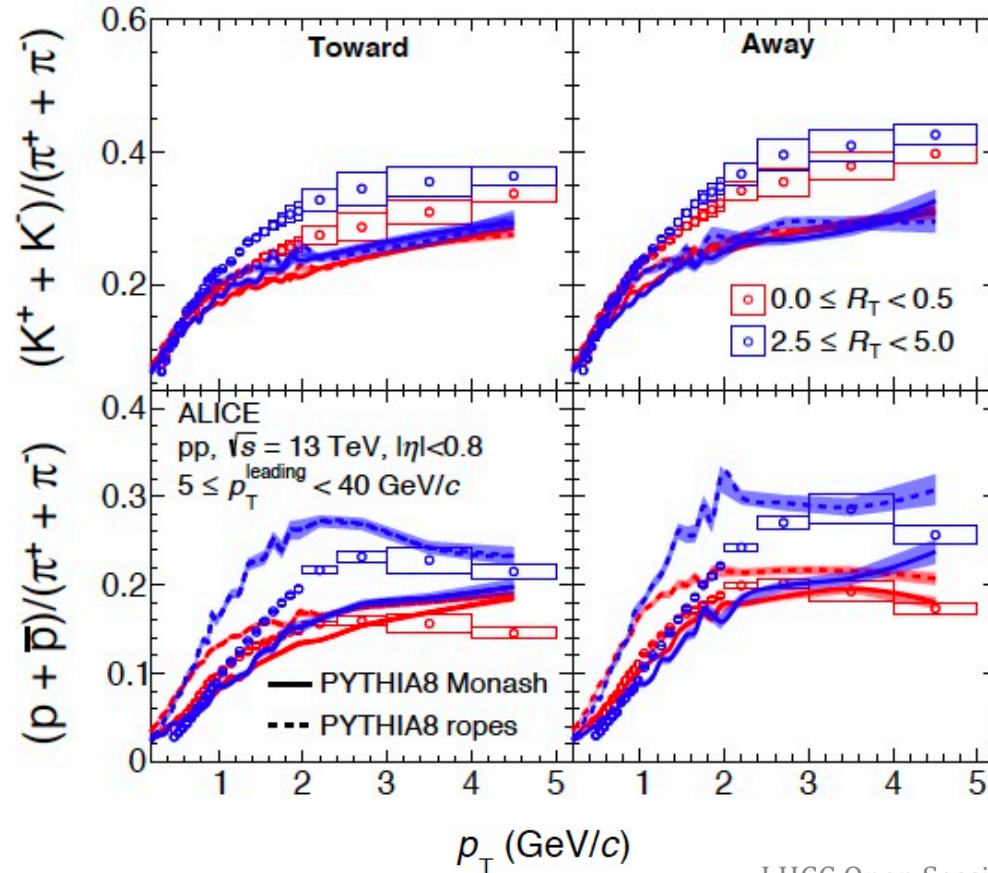 Toward
Away
(K⁺ + K⁻)/(π⁺ + π⁻)
0.6
0.4
0.2
0.0 ≤ R_T < 0.5
2.5 ≤ R_T < 5.0
(p + p̅)/(π⁺ + π⁻)
0.4
0.3
0.2
0.1
0
ALICE
pp, √s = 13 TeV, |η|<0.8
5 ≤ p_T^leading < 40 GeV/c
PYTHIA8 Monash
PYTHIA8 ropes
1 2 3 4 5 1 2 3 4 5
p_T (GeV/c)